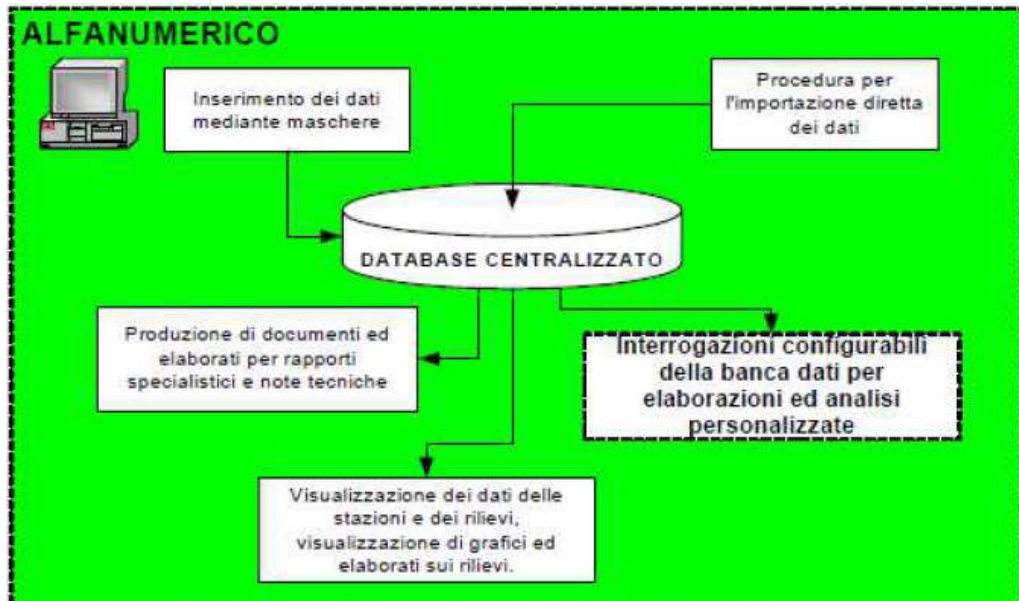 ALFANUMERICO
Inserimento dei dati
mediante maschere
Procedura per
l'importazione diretta
dei dati
DATABASE CENTRALIZZATO
Produzione di documenti ed
elaborati per rapporti
specialistici e note tecniche
Interrogazioni configurabili
della banca dati per
elaborazioni ed analisi
personalizzate
Visualizzazione dei dati delle
stazioni e dei rilievi,
visualizzazione di grafici ed
elaborati sui rilievi.